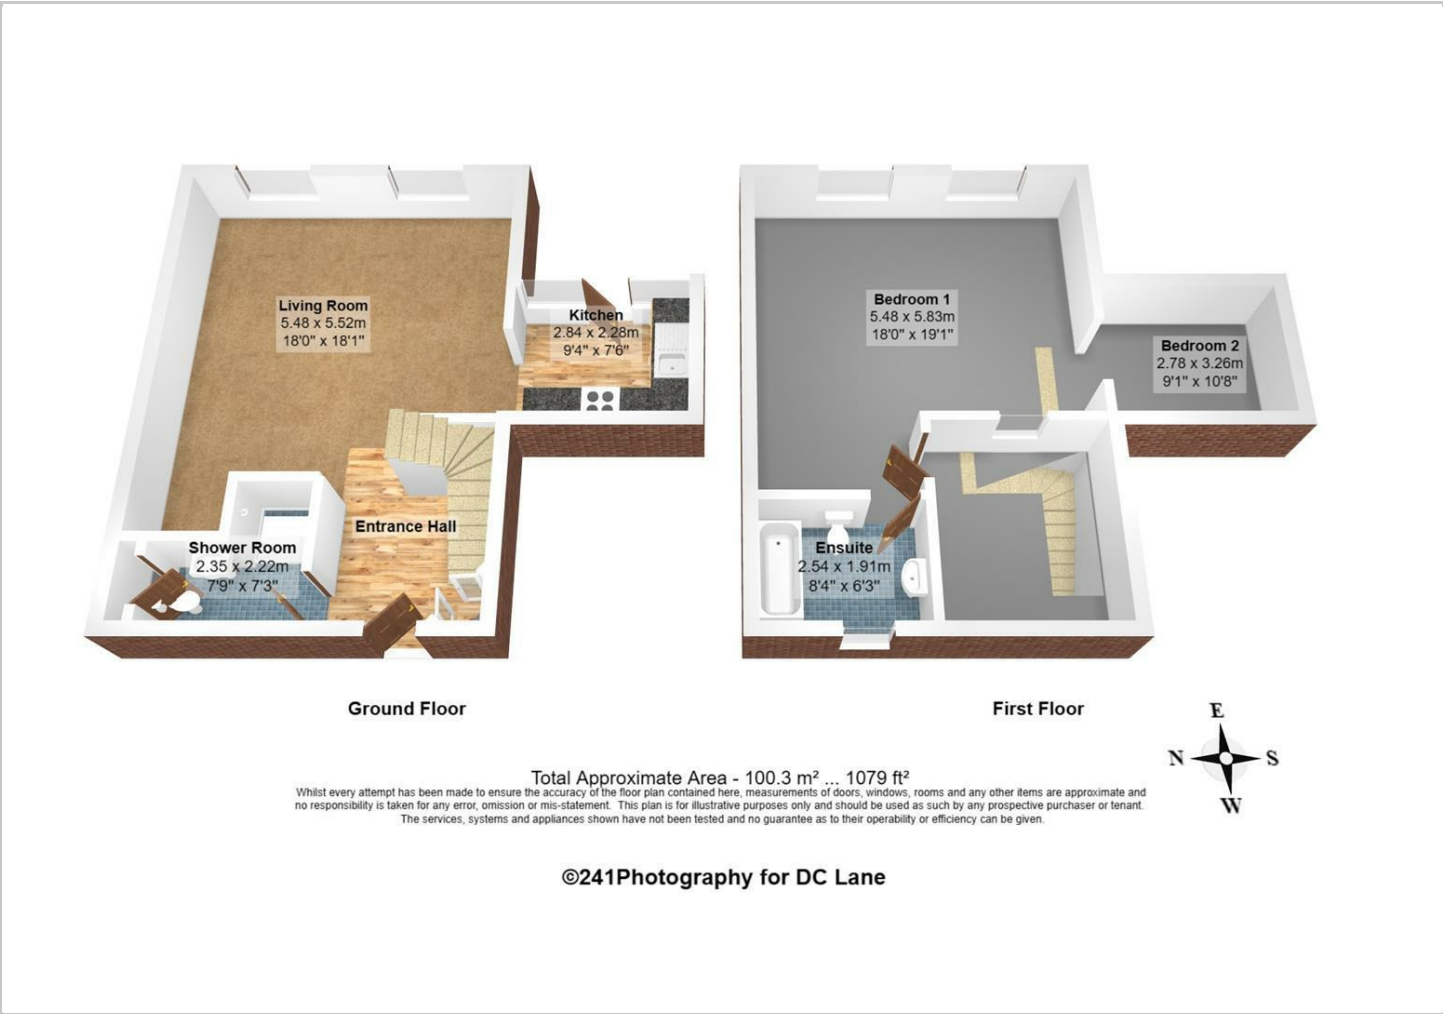 Living Room
5.48 x 5.52m
18'0" x 18'1"
Kitchen
2.84 x 2.28m
9'4" x 7'6"
Entrance Hall
Shower Room
2.35 x 2.22m
7'9" x 7'3"
Bedroom 1
5.48 x 5.83m
18'0" x 19'1"
Bedroom 2
2.78 x 3.26m
9'1" x 10'8"
Ensuite
2.54 x 1.91m
8'4" x 6'3"
Ground Floor
First Floor
E
N S
W
Total Approximate Area - 100.3 m² ... 1079 ft²
Whilst every attempt has been made to ensure the accuracy of the floor plan contained here, measurements of doors, windows, rooms and any other items are approximate and
no responsibility is taken for any error, omission or mis-statement. This plan is for illustrative purposes only and should be used as such by any prospective purchaser or tenant.
The services, systems and appliances shown have not been tested and no guarantee as to their operability or efficiency can be given.
©241Photography for DC Lane